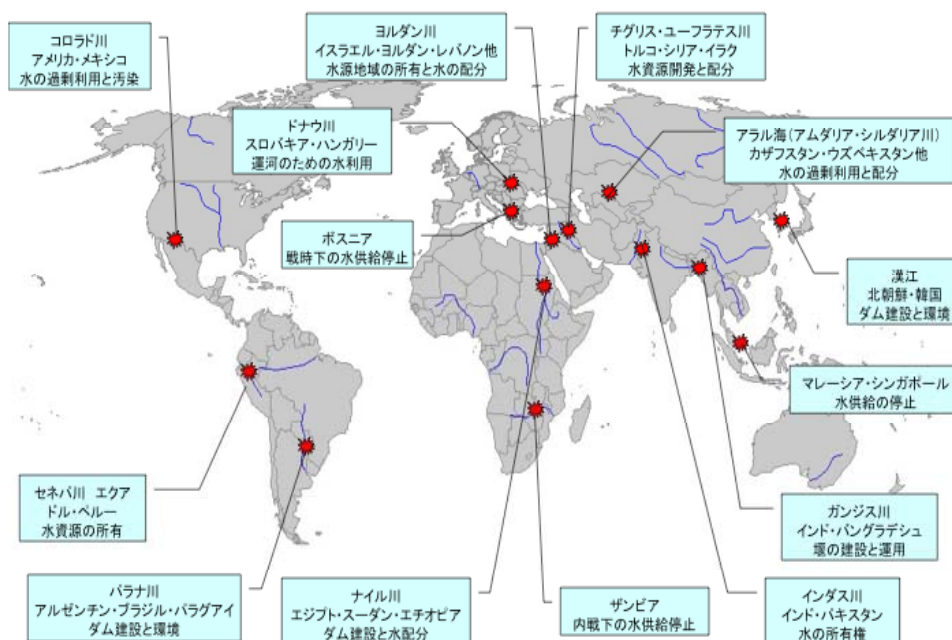 コロラド川
アメリカ・メキシコ
水の過剰利用と汚染
ヨルダン川
イスラエル・ヨルダン・レバノン他
水源地域の所有と水の配分
チグリス・ユーフラテス川
トルコ・シリア・イラク
水資源開発と配分
ドナウ川
スロバキア・ハンガリー
運河のための水利用
アラル海(アムダリア・シルダリア川)
カザフスタン・ウズベキスタン他
水の過剰利用と配分
ボスニア
戦時下の水供給停止
漢江
北朝鮮・韓国
ダム建設と環境
マレーシア・シンガポール
水供給の停止
セネパ川 エクア
ドル・ペルー
水資源の所有
ガンジス川
インド・バングラデシュ
堰の建設と運用
パラナ川
アルゼンチン・ブラジル・パラグアイ
ダム建設と環境
ナイル川
エジプト・スーダン・エチオピア
ダム建設と水配分
ザンビア
内戦下の水供給停止
インダス川
インド・パキスタン
水の所有権